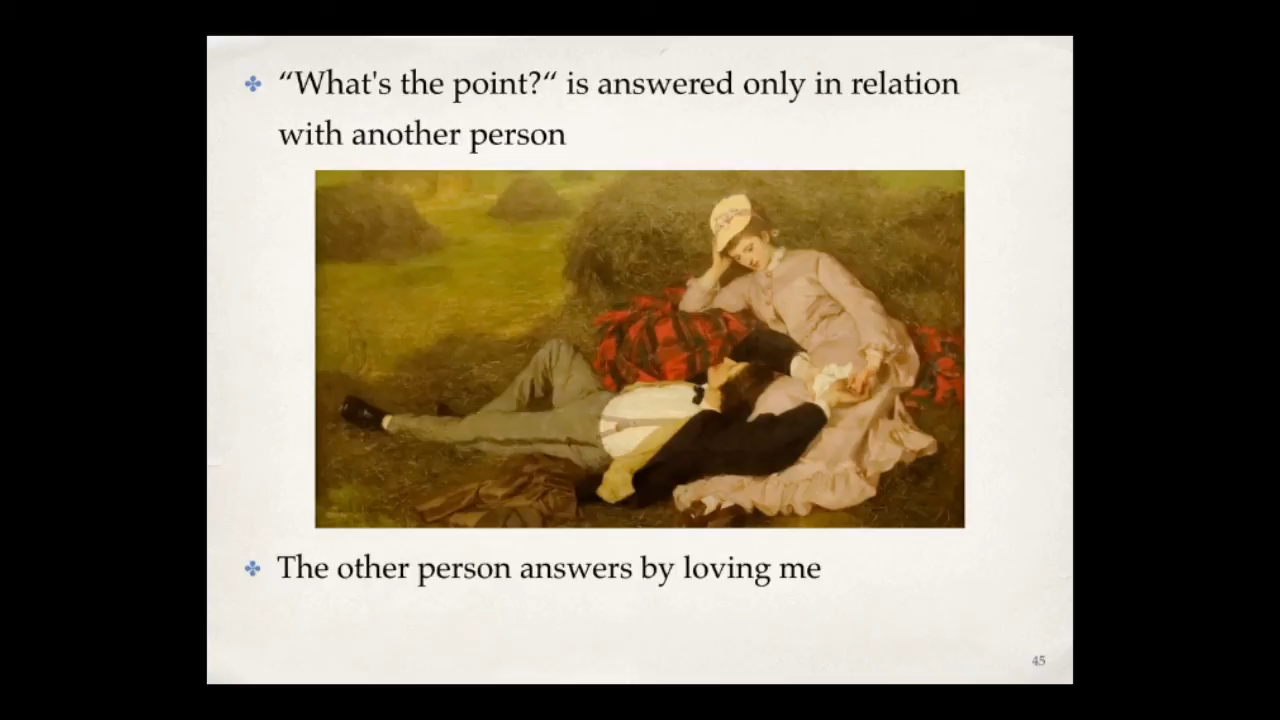 “What's the point?“ is answered only in relation
with another person
The other person answers by loving me
45